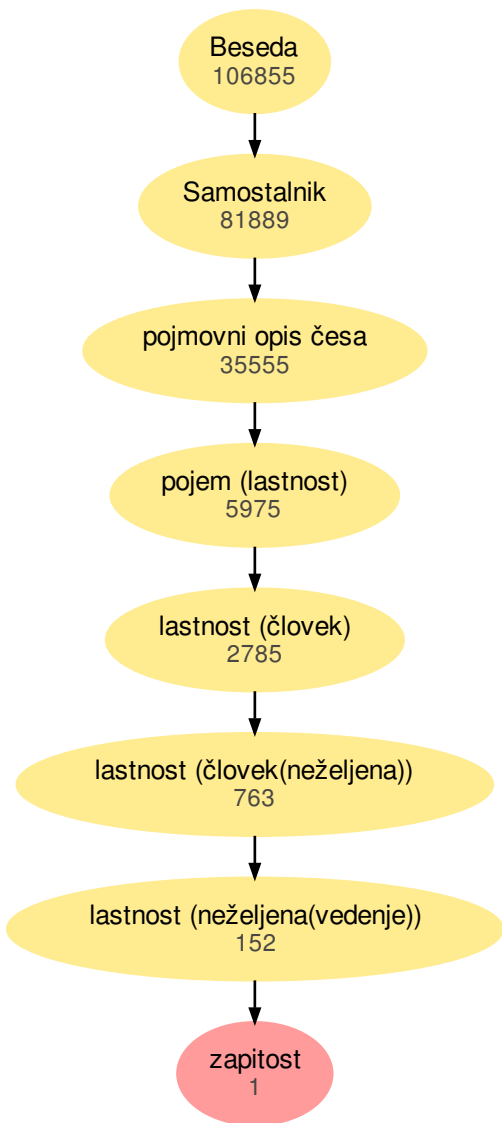 Beseda
106855
Samostalnik
81889
pojmovni opis česa
35555
pojem (lastnost)
5975
lastnost (človek)
2785
lastnost (človek(neželjena))
763
lastnost (neželjena(vedenje))
152
zapitost
1